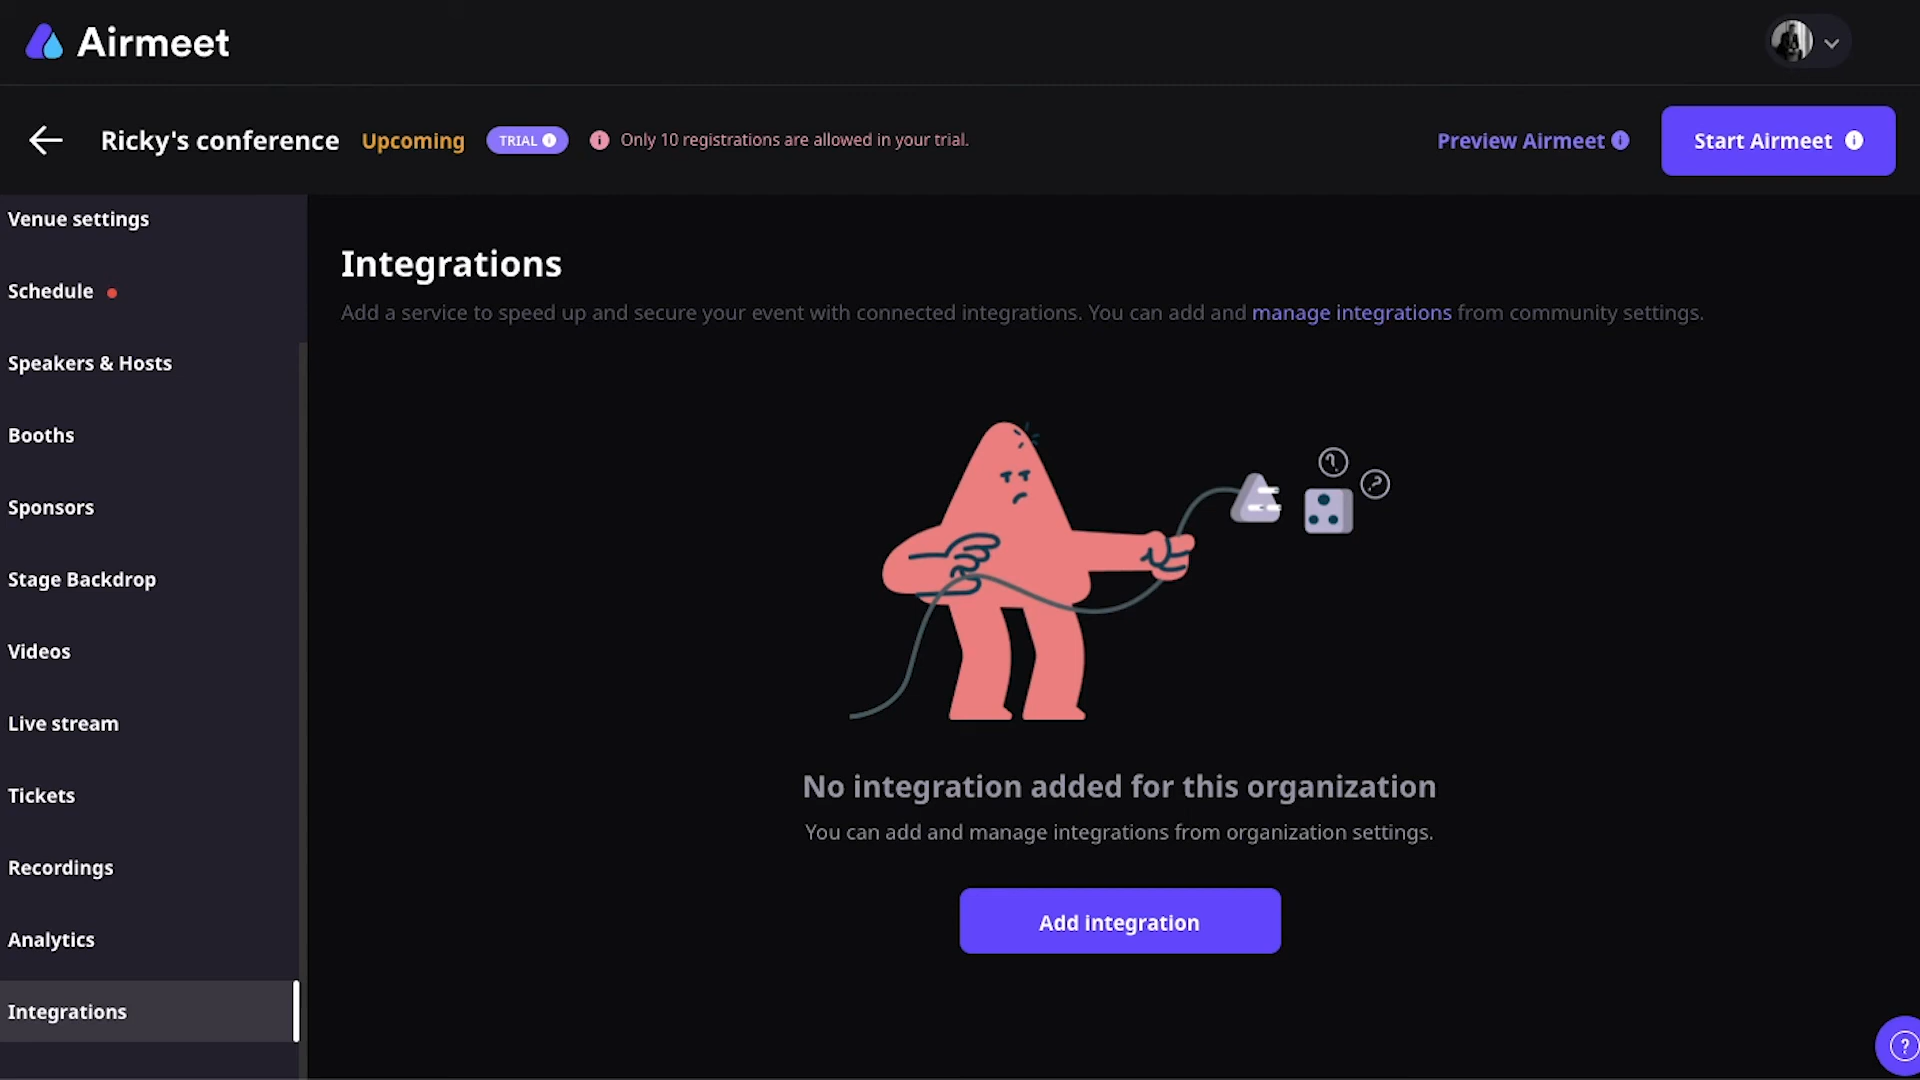 Airmeet
Ricky's conference Upcoming TRIAL Only 10 registrations are allowed in your trial. Preview Airmeet Start Airmeet
Venue settings
Schedule
Speakers & Hosts
Booths
Sponsors
Stage Backdrop
Videos
Live stream
Tickets
Recordings
Analytics
Integrations
Integrations
Add a service to speed up and secure your event with connected integrations. You can add and manage integrations from community settings.
No integration added for this organization
You can add and manage integrations from organization settings.
Add integration